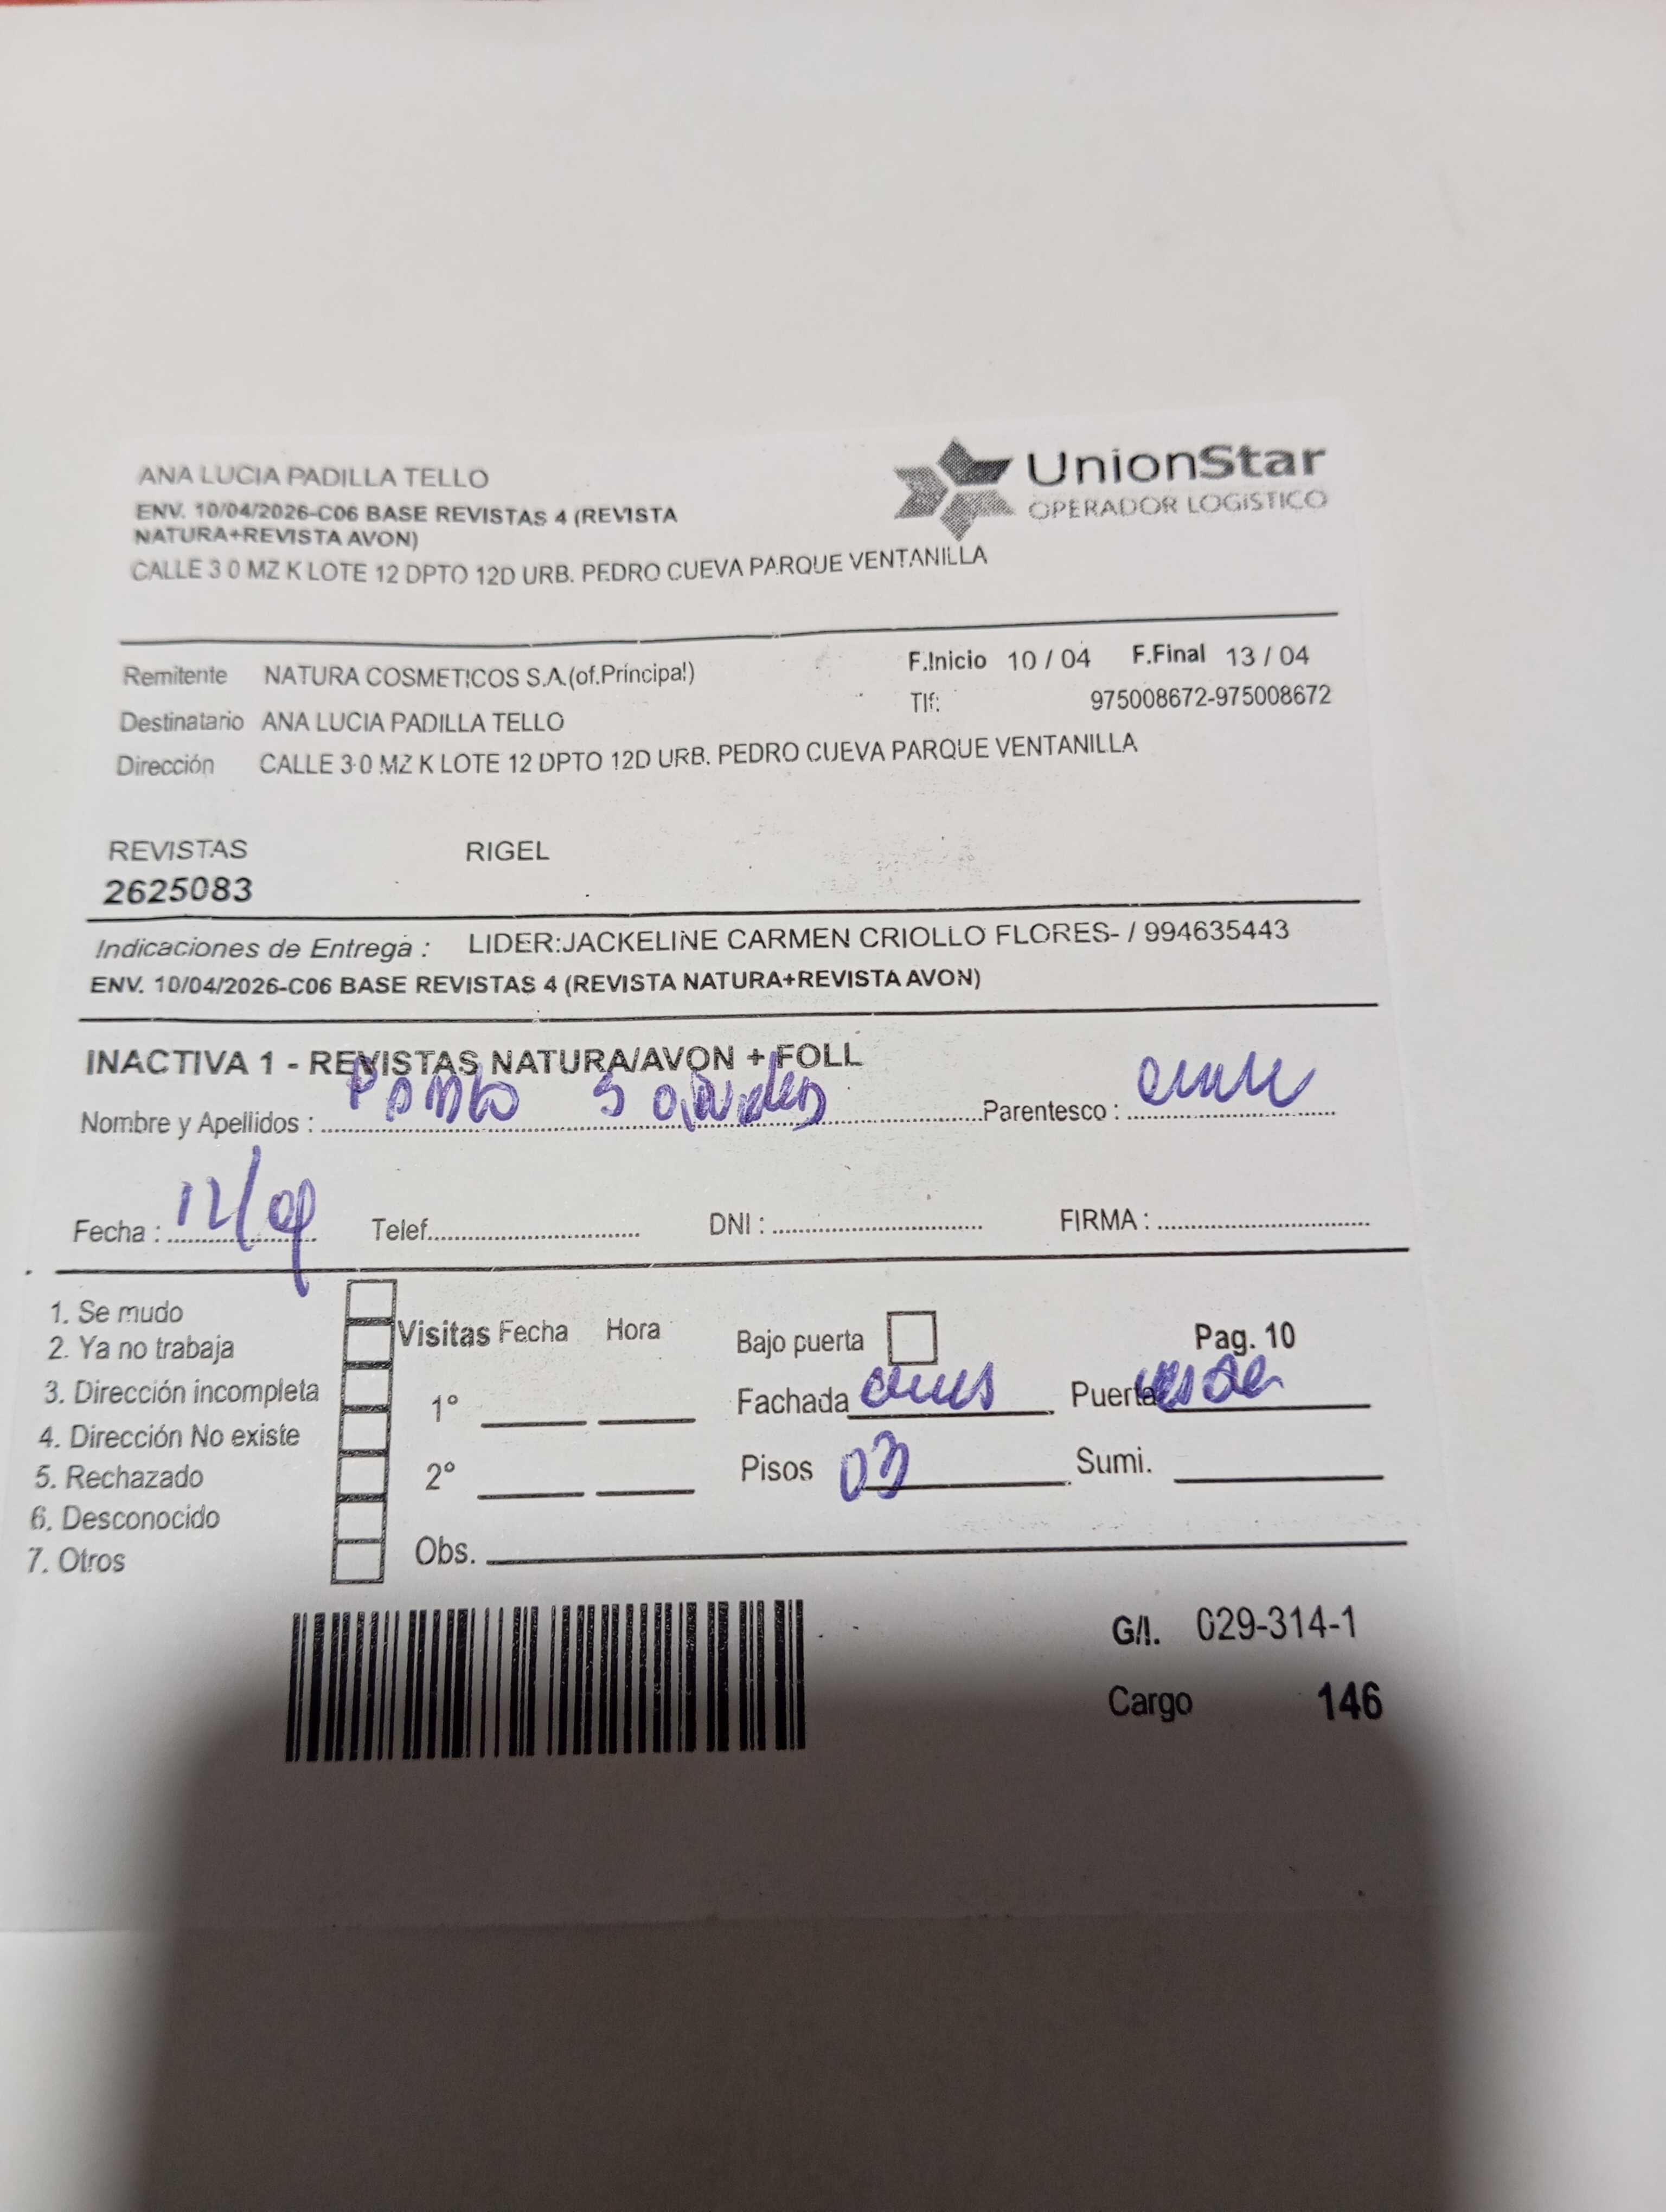 ANA LUCIA PADILLA TELLO
UnionStar
OPERADOR LOGÍSTICO
ENV. 10/04/2026-C06 BASE REVISTAS 4 (REVISTA
NATURA+REVISTA AVON)
CALLE 3 0 MZ K LOTE 12 DPTO 12D URB. PEDRO CUEVA PARQUE VENTANILLA
Remitente NATURA COSMETICOS S.A.(of.Principal) F.Inicio 10 / 04 F.Final 13 / 04
Tlf: 975008672-975008672
Destinatario ANA LUCIA PADILLA TELLO
Dirección CALLE 3 0 MZ K LOTE 12 DPTO 12D URB. PEDRO CUEVA PARQUE VENTANILLA
REVISTAS RIGEL
2625083
Indicaciones de Entrega : LIDER:JACKELINE CARMEN CRIOLLO FLORES- / 994635443
ENV. 10/04/2026-C06 BASE REVISTAS 4 (REVISTA NATURA+REVISTA AVON)
INACTIVA 1 - REVISTAS NATURA/AVON + FOLL
Nombre y Apellidos : Parentesco :
Fecha : Telef. DNI : FIRMA :
1. Se mudo
2. Ya no trabaja
3. Dirección incompleta
4. Dirección No existe
5. Rechazado
6. Desconocido
7. Otros
Visitas Fecha Hora
1°
2°
Obs.
Bajo puerta Pag. 10
Fachada Puerta
Pisos 03 Sumi.
G/I. 029-314-1
Cargo 146